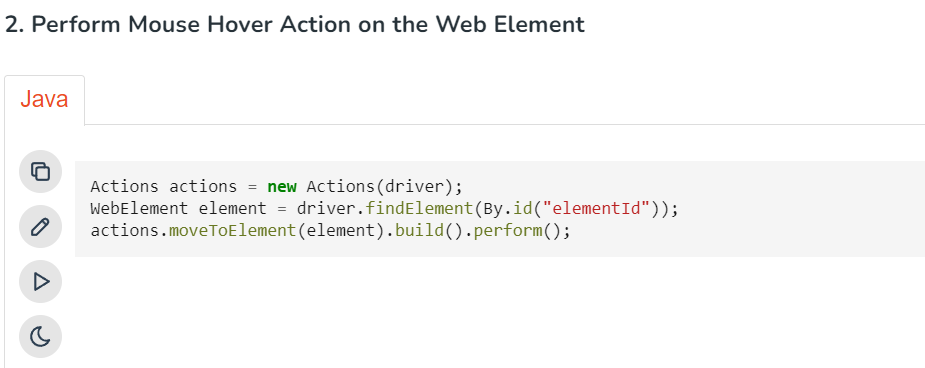 2. Perform Mouse Hover Action on the Web Element
Java
Actions actions = new Actions(driver);
WebElement element = driver.findElement(By.id("elementId"));
actions.moveToElement(element).build().perform();